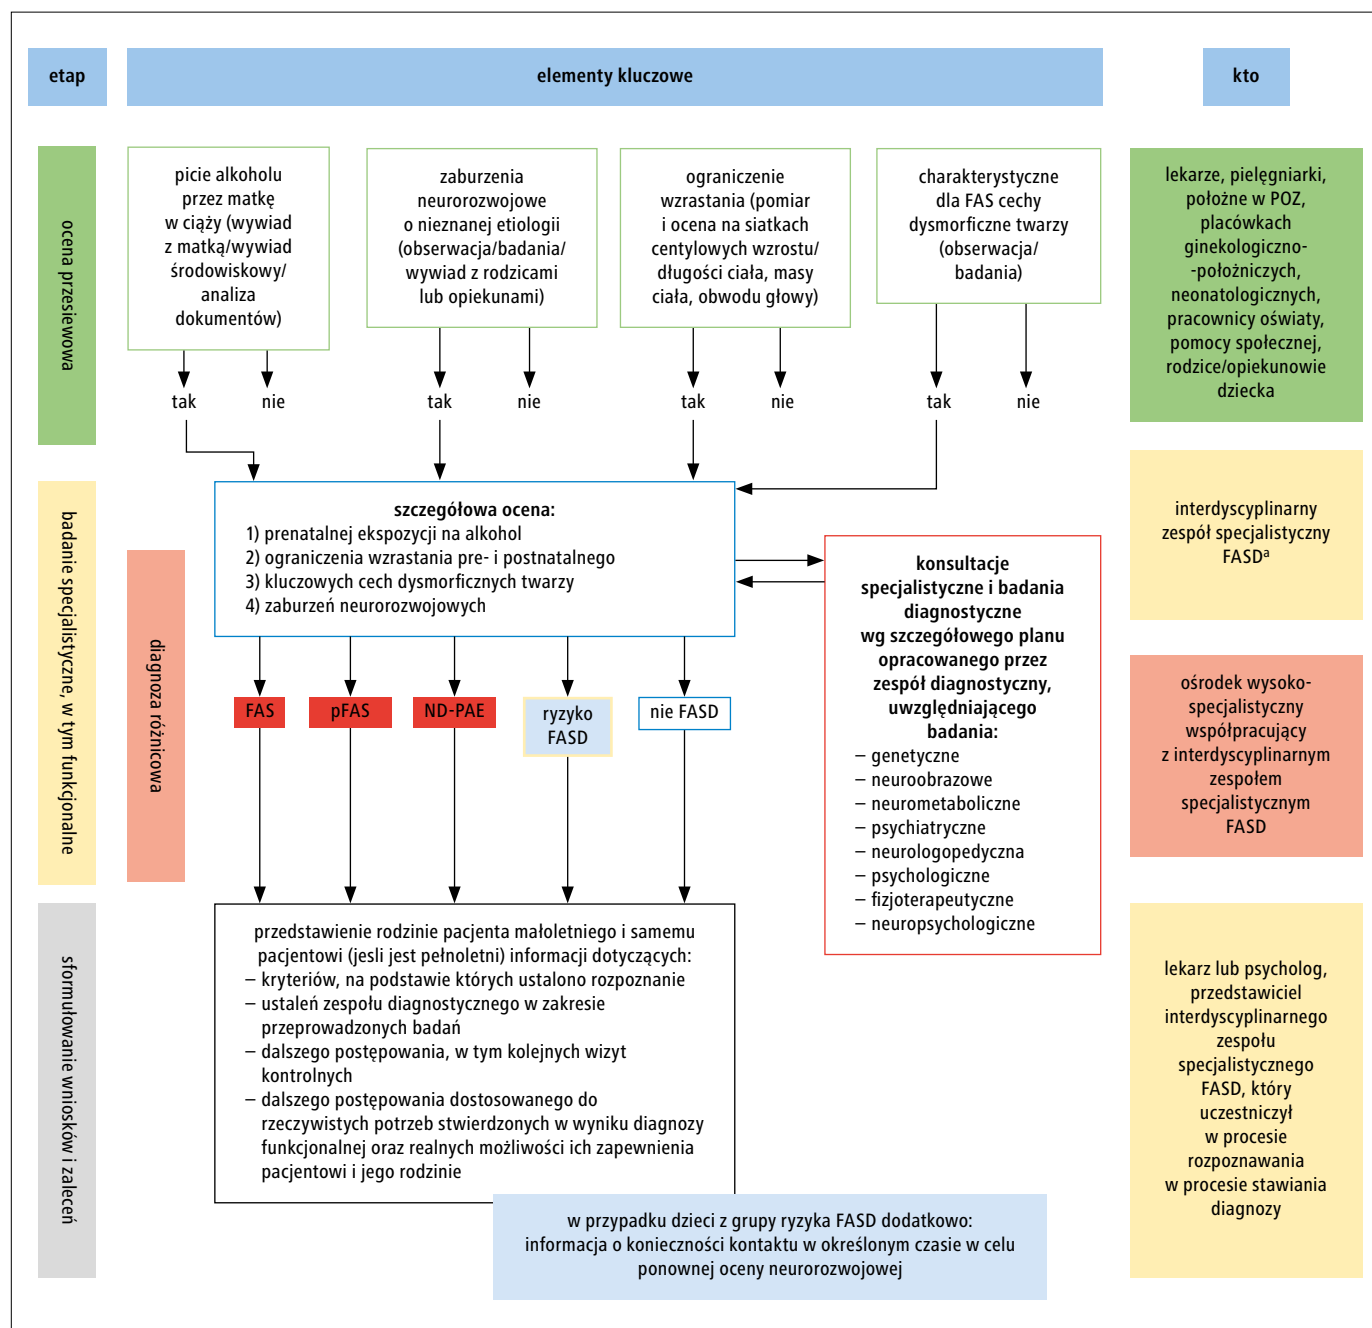 etap
elementy kluczowe
kto
ocena przesiewowa
picie alkoholu
przez matkę
w ciąży (wywiad
z matką/wywiad
środowiskowy/
analiza
dokumentów)
zaburzenia
neurorozwojowe
o nieznanej etiologii
(obserwacja/badania/
wywiad z rodzicami
lub opiekunami)
ograniczenie
wzrastania (pomiar
i ocena na siatkach
centylowych wzrostu/
długości ciała, masy
ciała, obwodu głowy)
charakterystyczne
dla FAS cechy
dysmorficzne twarzy
(obserwacja/
badania)
lekarze, pielęgniarki,
położne w POZ,
placówkach
ginekologiczno-
-położniczych,
neonatologicznych,
pracownicy oświaty,
pomocy społecznej,
rodzice/opiekunowie
dziecka
tak
nie
tak
nie
tak
nie
tak
nie
badanie specjalistyczne, w tym funkcjonalne
diagnoza różnicowa
szczegółowa ocena:
1) prenatalnej ekspozycji na alkohol
2) ograniczenia wzrastania pre- i postnatalnego
3) kluczowych cech dysmorficznych twarzy
4) zaburzeń neurorozwojowych
interdyscyplinarny
zespół specjalistyczny
FASDᵃ
konsultacje
specjalistyczne i badania
diagnostyczne
wg szczegółowego planu
opracowanego przez
zespół diagnostyczny,
uwzględniającego
badania:
– genetyczne
– neuroobrazowe
– neurometaboliczne
– psychiatryczne
– neurologopedyczna
– psychologiczne
– fizjoterapeutyczne
– neuropsychologiczne
FAS
pFAS
ND-PAE
ryzyko
FASD
nie FASD
ośrodek wysoko-
specjalistyczny
współpracujący
z interdyscyplinarnym
zespołem
specjalistycznym
FASD
sformułowanie wniosków i zaleceń
przedstawienie rodzinie pacjenta małoletniego i samemu
pacjentowi (jesli jest pełnoletni) informacji dotyczących:
– kryteriów, na podstawie których ustalono rozpoznanie
– ustaleń zespołu diagnostycznego w zakresie
przeprowadzonych badań
– dalszego postępowania, w tym kolejnych wizyt
kontrolnych
– dalszego postępowania dostosowanego do
rzeczywistych potrzeb stwierdzonych w wyniku diagnozy
funkcjonalnej oraz realnych możliwości ich zapewnienia
pacjentowi i jego rodzinie
w przypadku dzieci z grupy ryzyka FASD dodatkowo:
informacja o konieczności kontaktu w określonym czasie w celu
ponownej oceny neurorozwojowej
lekarz lub psycholog,
przedstawiciel
interdyscyplinarnego
zespołu
specjalistycznego
FASD, który
uczestniczył
w procesie
rozpoznawania
w procesie stawiania
diagnozy